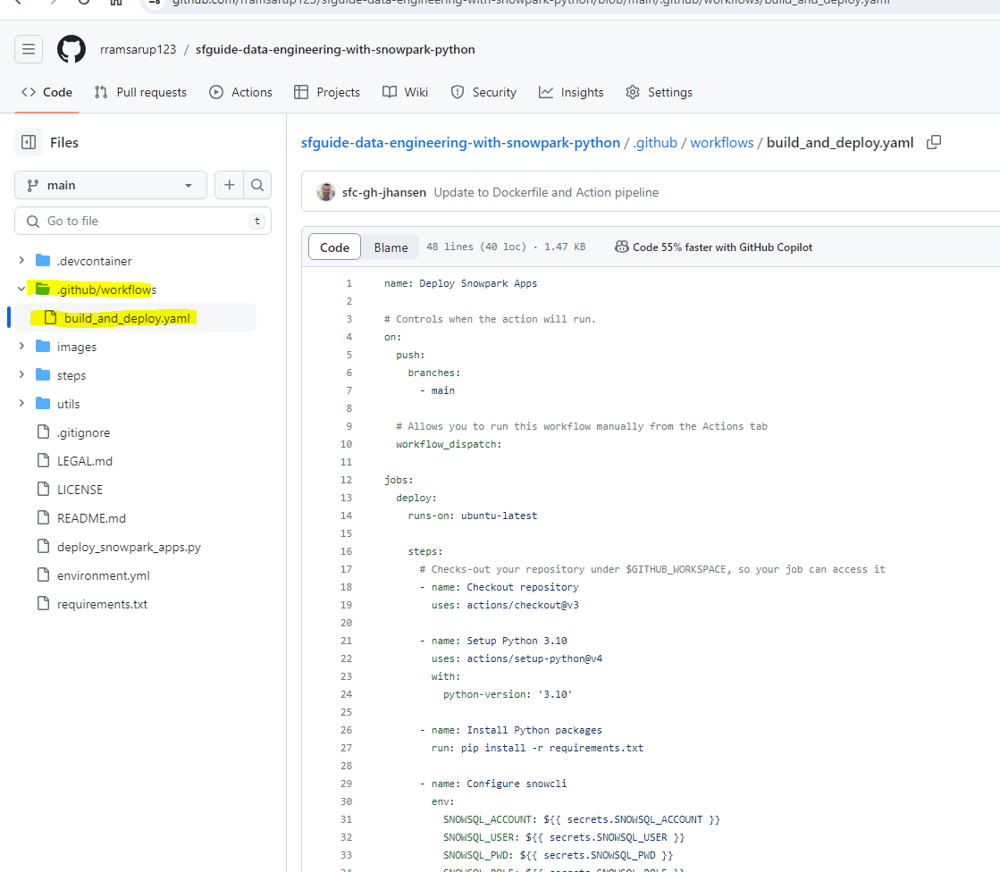 github.com/rramsarup123/sfguide-data-engineering-with-snowpark-python/blob/main/.github/workflows/build_and_deploy.yaml
rramsarup123 / sfguide-data-engineering-with-snowpark-python
Code Pull requests Actions Projects Wiki Security Insights Settings
Files
main
Go to file t
.devcontainer
.github/workflows
build_and_deploy.yaml
images
steps
utils
.gitignore
LEGAL.md
LICENSE
README.md
deploy_snowpark_apps.py
environment.yml
requirements.txt
sfguide-data-engineering-with-snowpark-python / .github / workflows / build_and_deploy.yaml
sfc-gh-jhansen Update to Dockerfile and Action pipeline
Code Blame 48 lines (40 loc) · 1.47 KB Code 55% faster with GitHub Copilot
1 name: Deploy Snowpark Apps
2
3 # Controls when the action will run.
4 on:
5 push:
6 branches:
7 - main
8
9 # Allows you to run this workflow manually from the Actions tab
10 workflow_dispatch:
11
12 jobs:
13 deploy:
14 runs-on: ubuntu-latest
15
16 steps:
17 # Checks-out your repository under $GITHUB_WORKSPACE, so your job can access it
18 - name: Checkout repository
19 uses: actions/checkout@v3
20
21 - name: Setup Python 3.10
22 uses: actions/setup-python@v4
23 with:
24 python-version: '3.10'
25
26 - name: Install Python packages
27 run: pip install -r requirements.txt
28
29 - name: Configure snowcli
30 env:
31 SNOWSQL_ACCOUNT: ${{ secrets.SNOWSQL_ACCOUNT }}
32 SNOWSQL_USER: ${{ secrets.SNOWSQL_USER }}
33 SNOWSQL_PWD: ${{ secrets.SNOWSQL_PWD }}
34 SNOWSQL_ROLE: ${{ secrets.SNOWSQL_ROLE }}